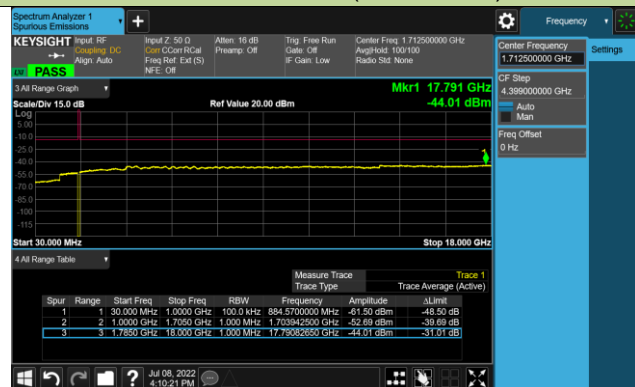 Spectrum Analyzer 1
Spurious Emissions
Frequency
KEYSIGHT
Input: RF
Coupling: DC
Align: Auto
Input Z: 50 Ω
Corr CCorr RCal
Freq Ref: Ext (S)
NFE: Off
Atten: 16 dB
Preamp: Off
Trig: Free Run
Gate: Off
IF Gain: Low
Center Freq: 1.712500000 GHz
Avg|Hold: 100/100
Radio Std: None
PASS
Center Frequency
1.712500000 GHz
Settings
CF Step
4.399000000 GHz
Auto
Man
Freq Offset
0 Hz
3 All Range Graph
Mkr1 17.791 GHz
Scale/Div 15.0 dB
Ref Value 20.00 dBm
-44.01 dBm
Log
5.00
-10.0
-25.0
-40.0
-55.0
-70.0
-85.0
-100
-115
1
Start 30.000 MHz
Stop 18.000 GHz
4 All Range Table
Measure Trace Trace 1
Trace Type Trace Average (Active)
Spur Range Start Freq Stop Freq RBW Frequency Amplitude ΔLimit
1 1 30.000 MHz 1.0000 GHz 100.0 kHz 884.5700000 MHz -61.50 dBm -48.50 dB
2 2 1.0000 GHz 1.7050 GHz 1.000 MHz 1.703942500 GHz -52.69 dBm -39.69 dB
3 3 1.7850 GHz 18.000 GHz 1.000 MHz 17.79082650 GHz -44.01 dBm -31.01 dB
?
Jul 08, 2022
4:10:21 PM